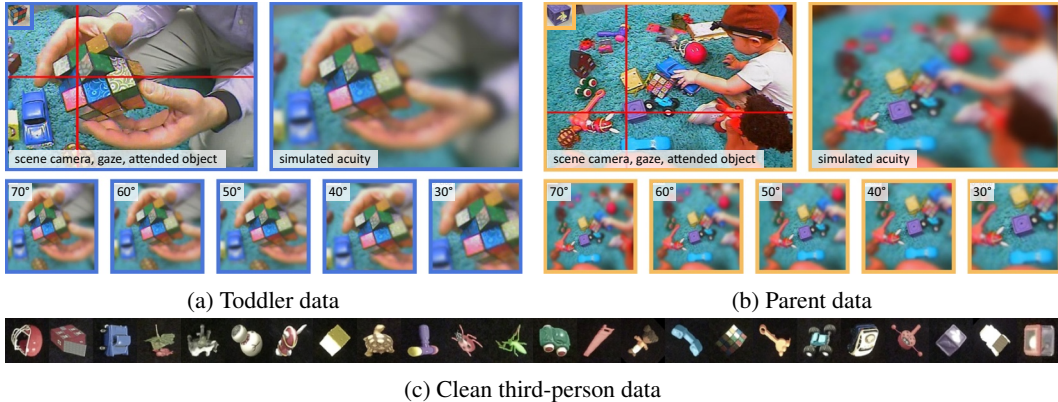 scene camera, gaze, attended object
simulated acuity
scene camera, gaze, attended object
simulated acuity
70° 60° 50° 40° 30°
70° 60° 50° 40° 30°
(a) Toddler data
(b) Parent data
(c) Clean third-person data